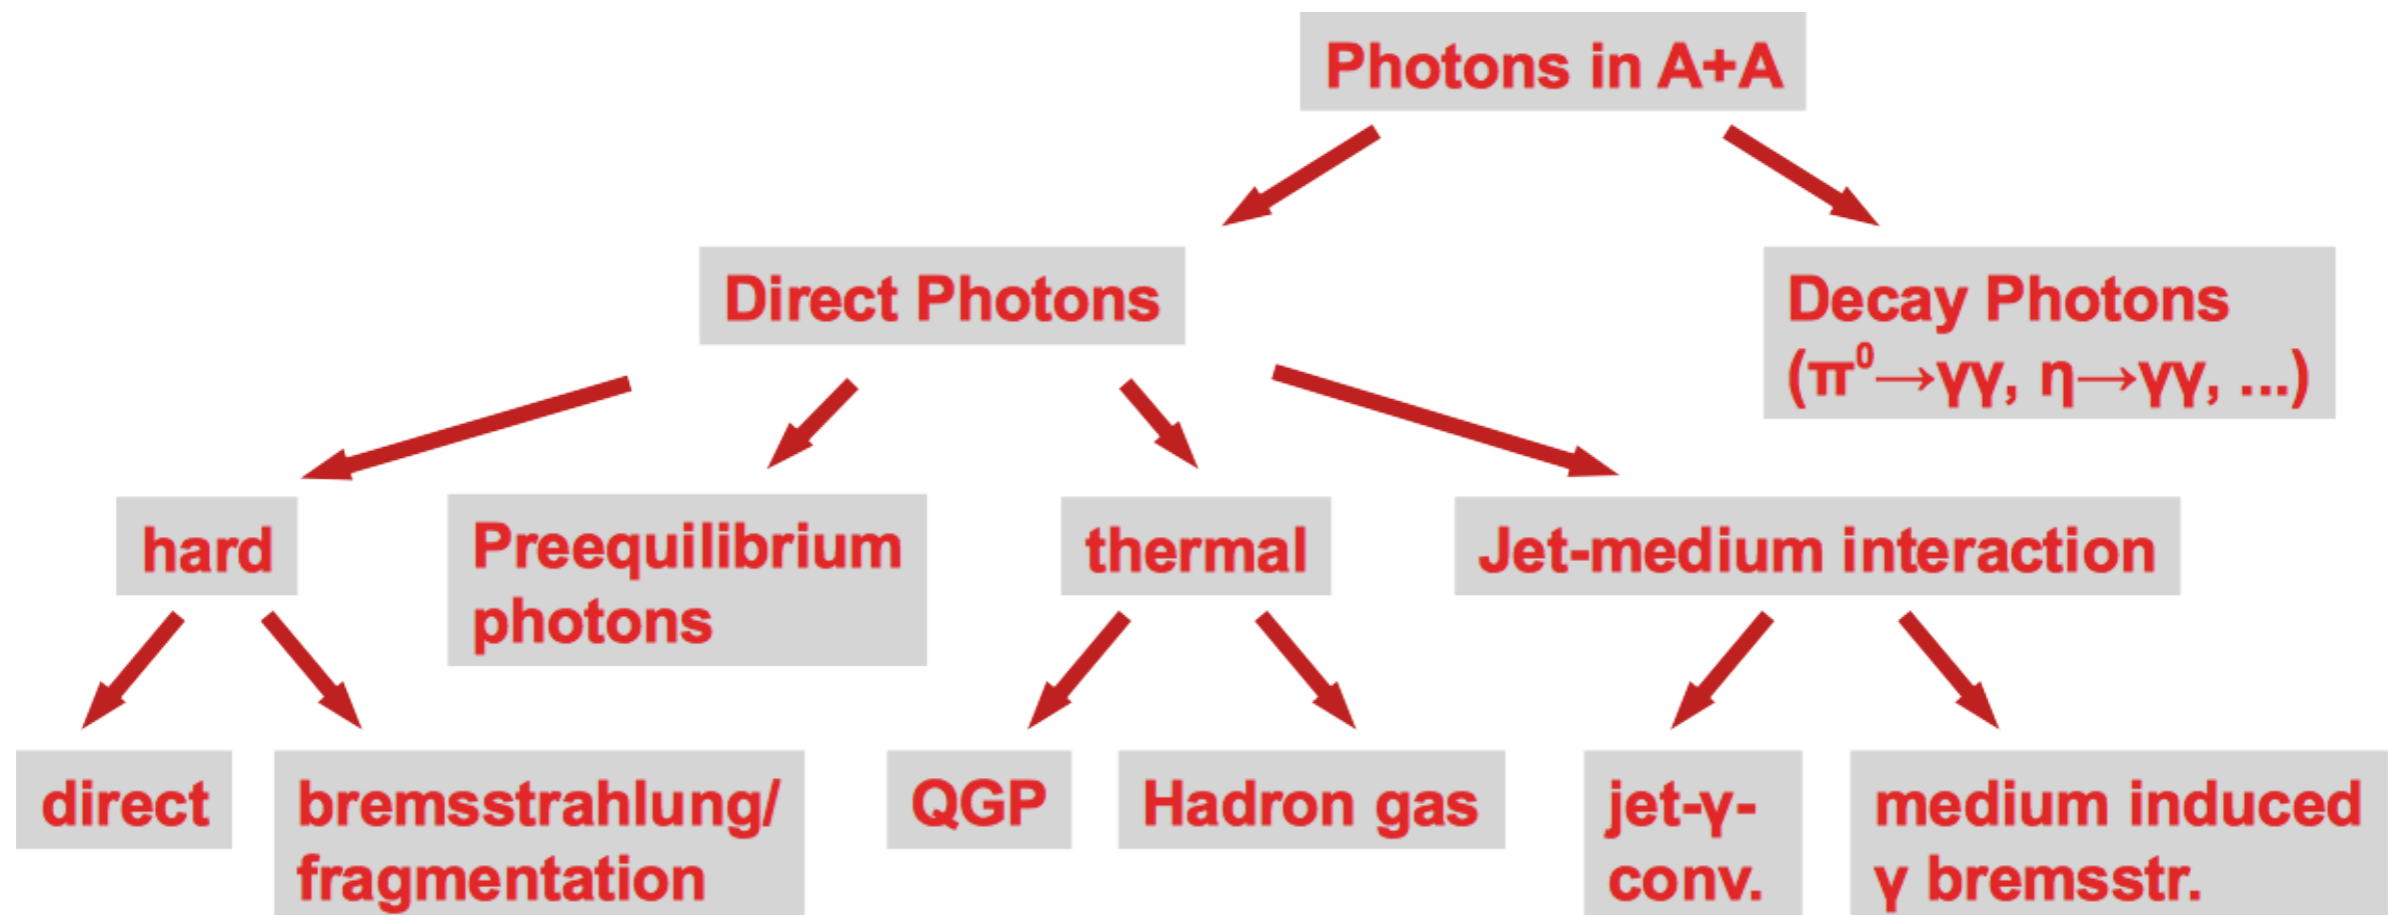 Photons in A+A
Direct Photons
Decay Photons
(π⁰→γγ, η→γγ, ...)
hard
Preequilibrium
photons
thermal
Jet-medium interaction
direct
bremsstrahlung/
fragmentation
QGP
Hadron gas
jet-γ-
conv.
medium induced
γ bremsstr.